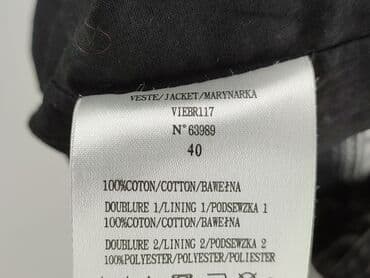 VESTE/JACKET/MARYNARKA
VIEBR117
N°63989
40
100%COTON/COTTON/BAWEŁNA
DOUBLURE 1/LINING 1/PODSEWZKA 1
100%COTON/COTTON/BAWEŁNA
DOUBLURE 2/LINING 2/PODSEWZKA 2
100%POLYESTER/POLYESTER/POLIESTER